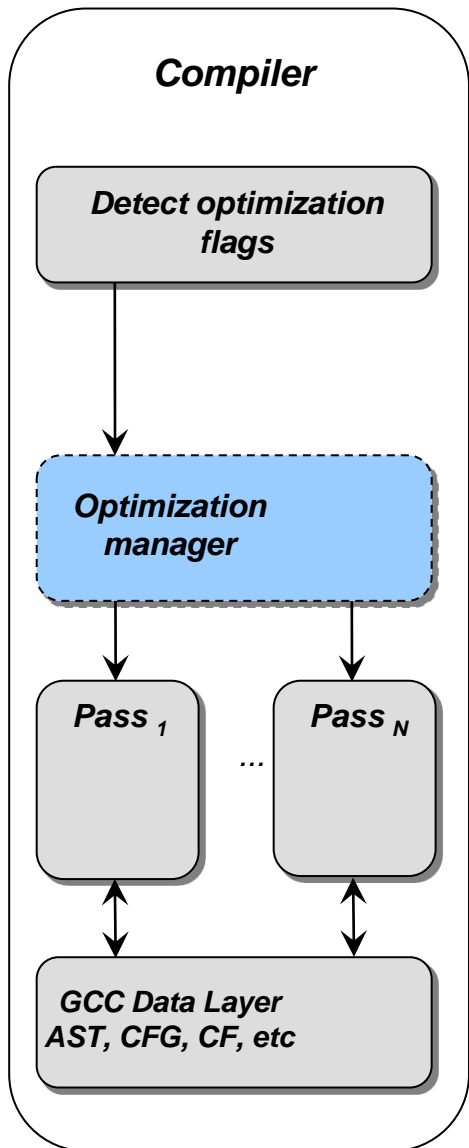 Compiler
Detect optimization
flags
Optimization
manager
Pass 1
...
Pass N
GCC Data Layer
AST, CFG, CF, etc